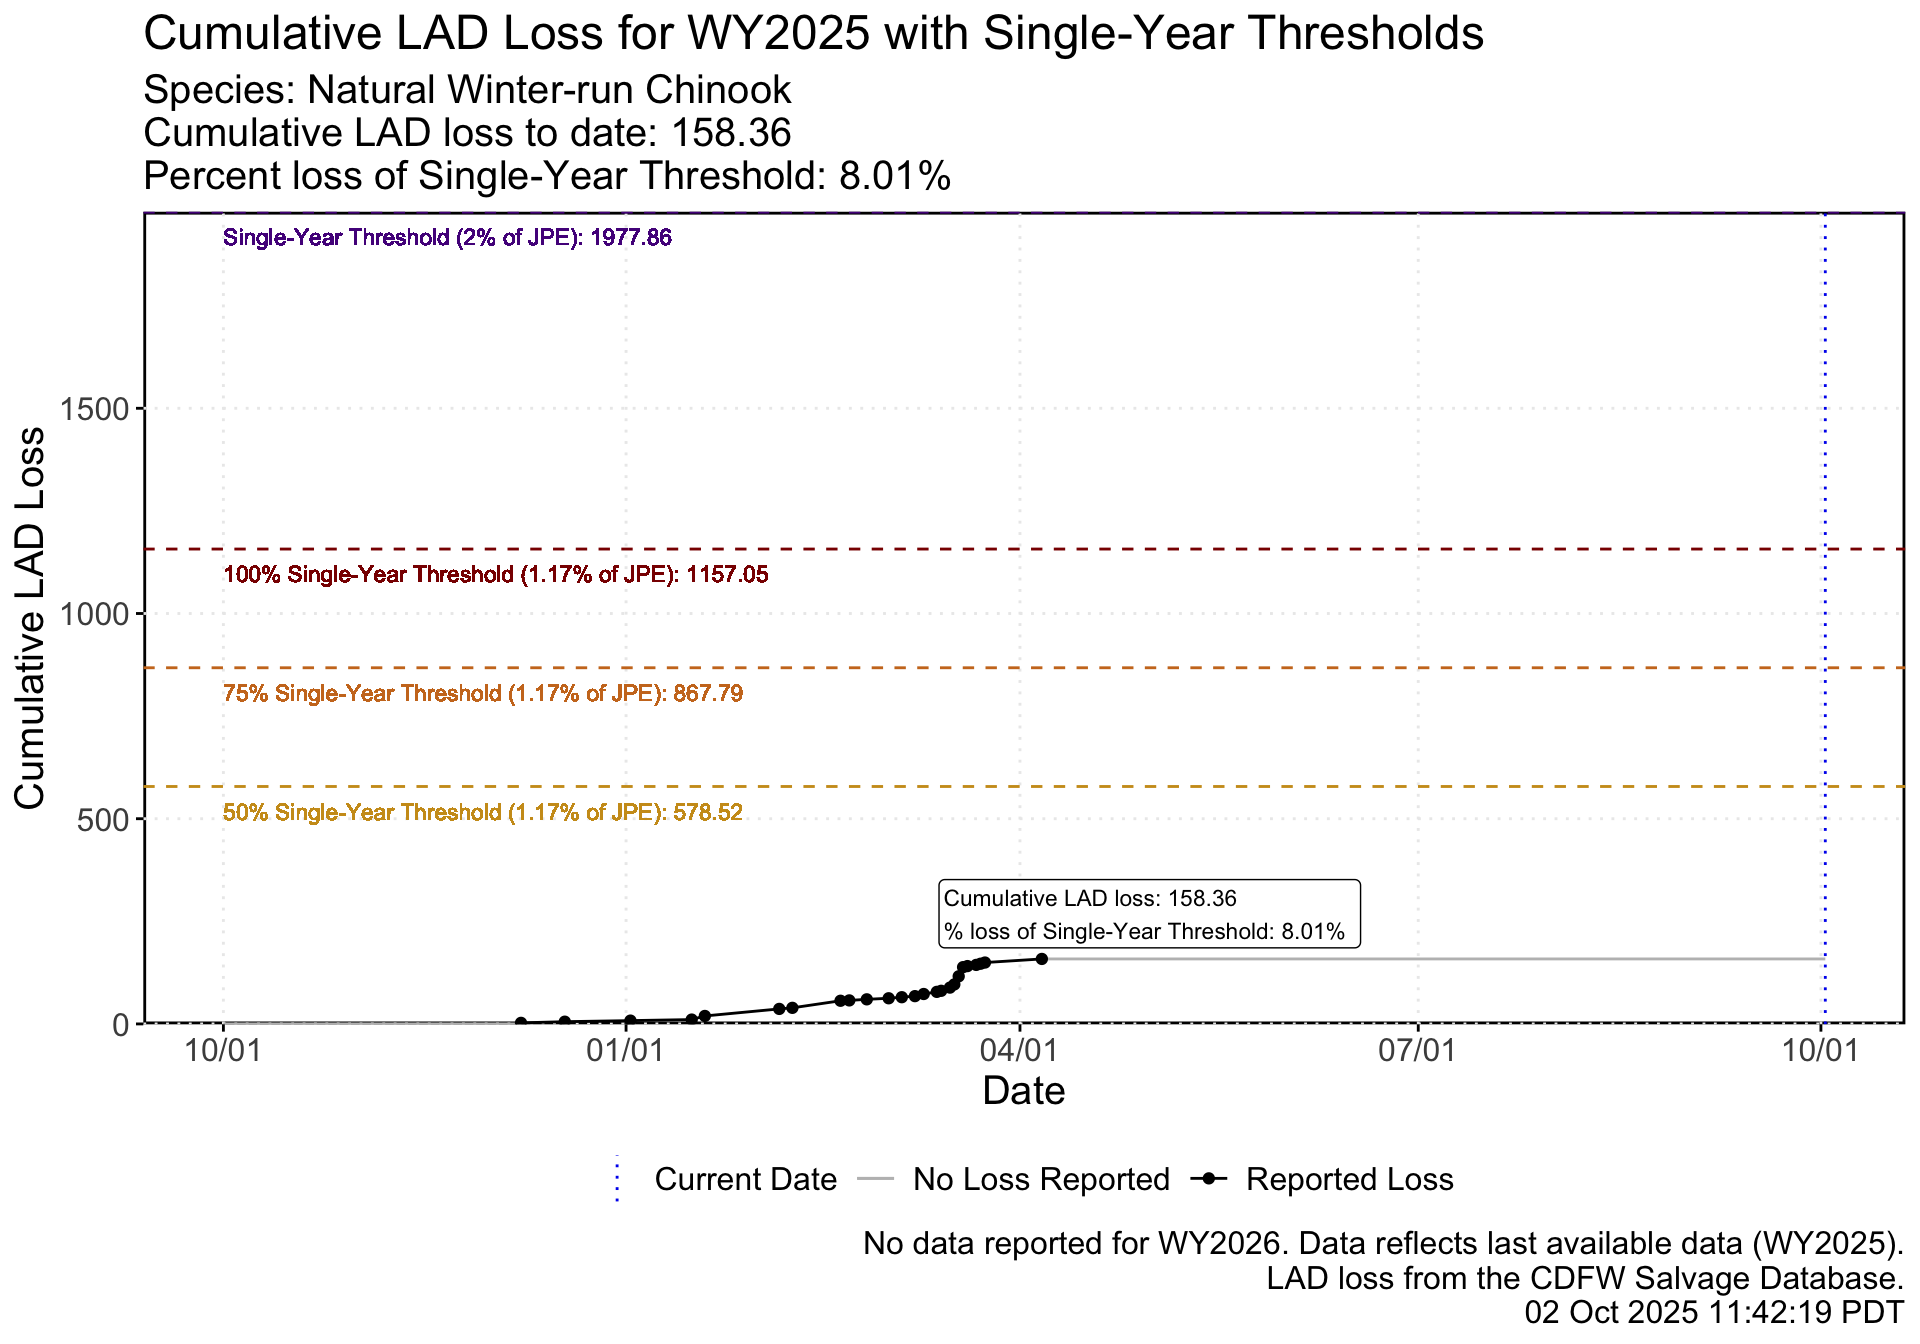 Cumulative LAD Loss for WY2025 with Single-Year Thresholds
Species: Natural Winter-run Chinook
Cumulative LAD loss to date: 158.36
Percent loss of Single-Year Threshold: 8.01%
Single-Year Threshold (2% of JPE): 1977.86
1500
100% Single-Year Threshold (1.17% of JPE): 1157.05
1000
75% Single-Year Threshold (1.17% of JPE): 867.79
50% Single-Year Threshold (1.17% of JPE): 578.52
500
Cumulative LAD loss: 158.36
% loss of Single-Year Threshold: 8.01%
0
Cumulative LAD Loss
10/01 01/01 04/01 07/01 10/01
Date
Current Date No Loss Reported Reported Loss
No data reported for WY2026. Data reflects last available data (WY2025).
LAD loss from the CDFW Salvage Database.
02 Oct 2025 11:42:19 PDT